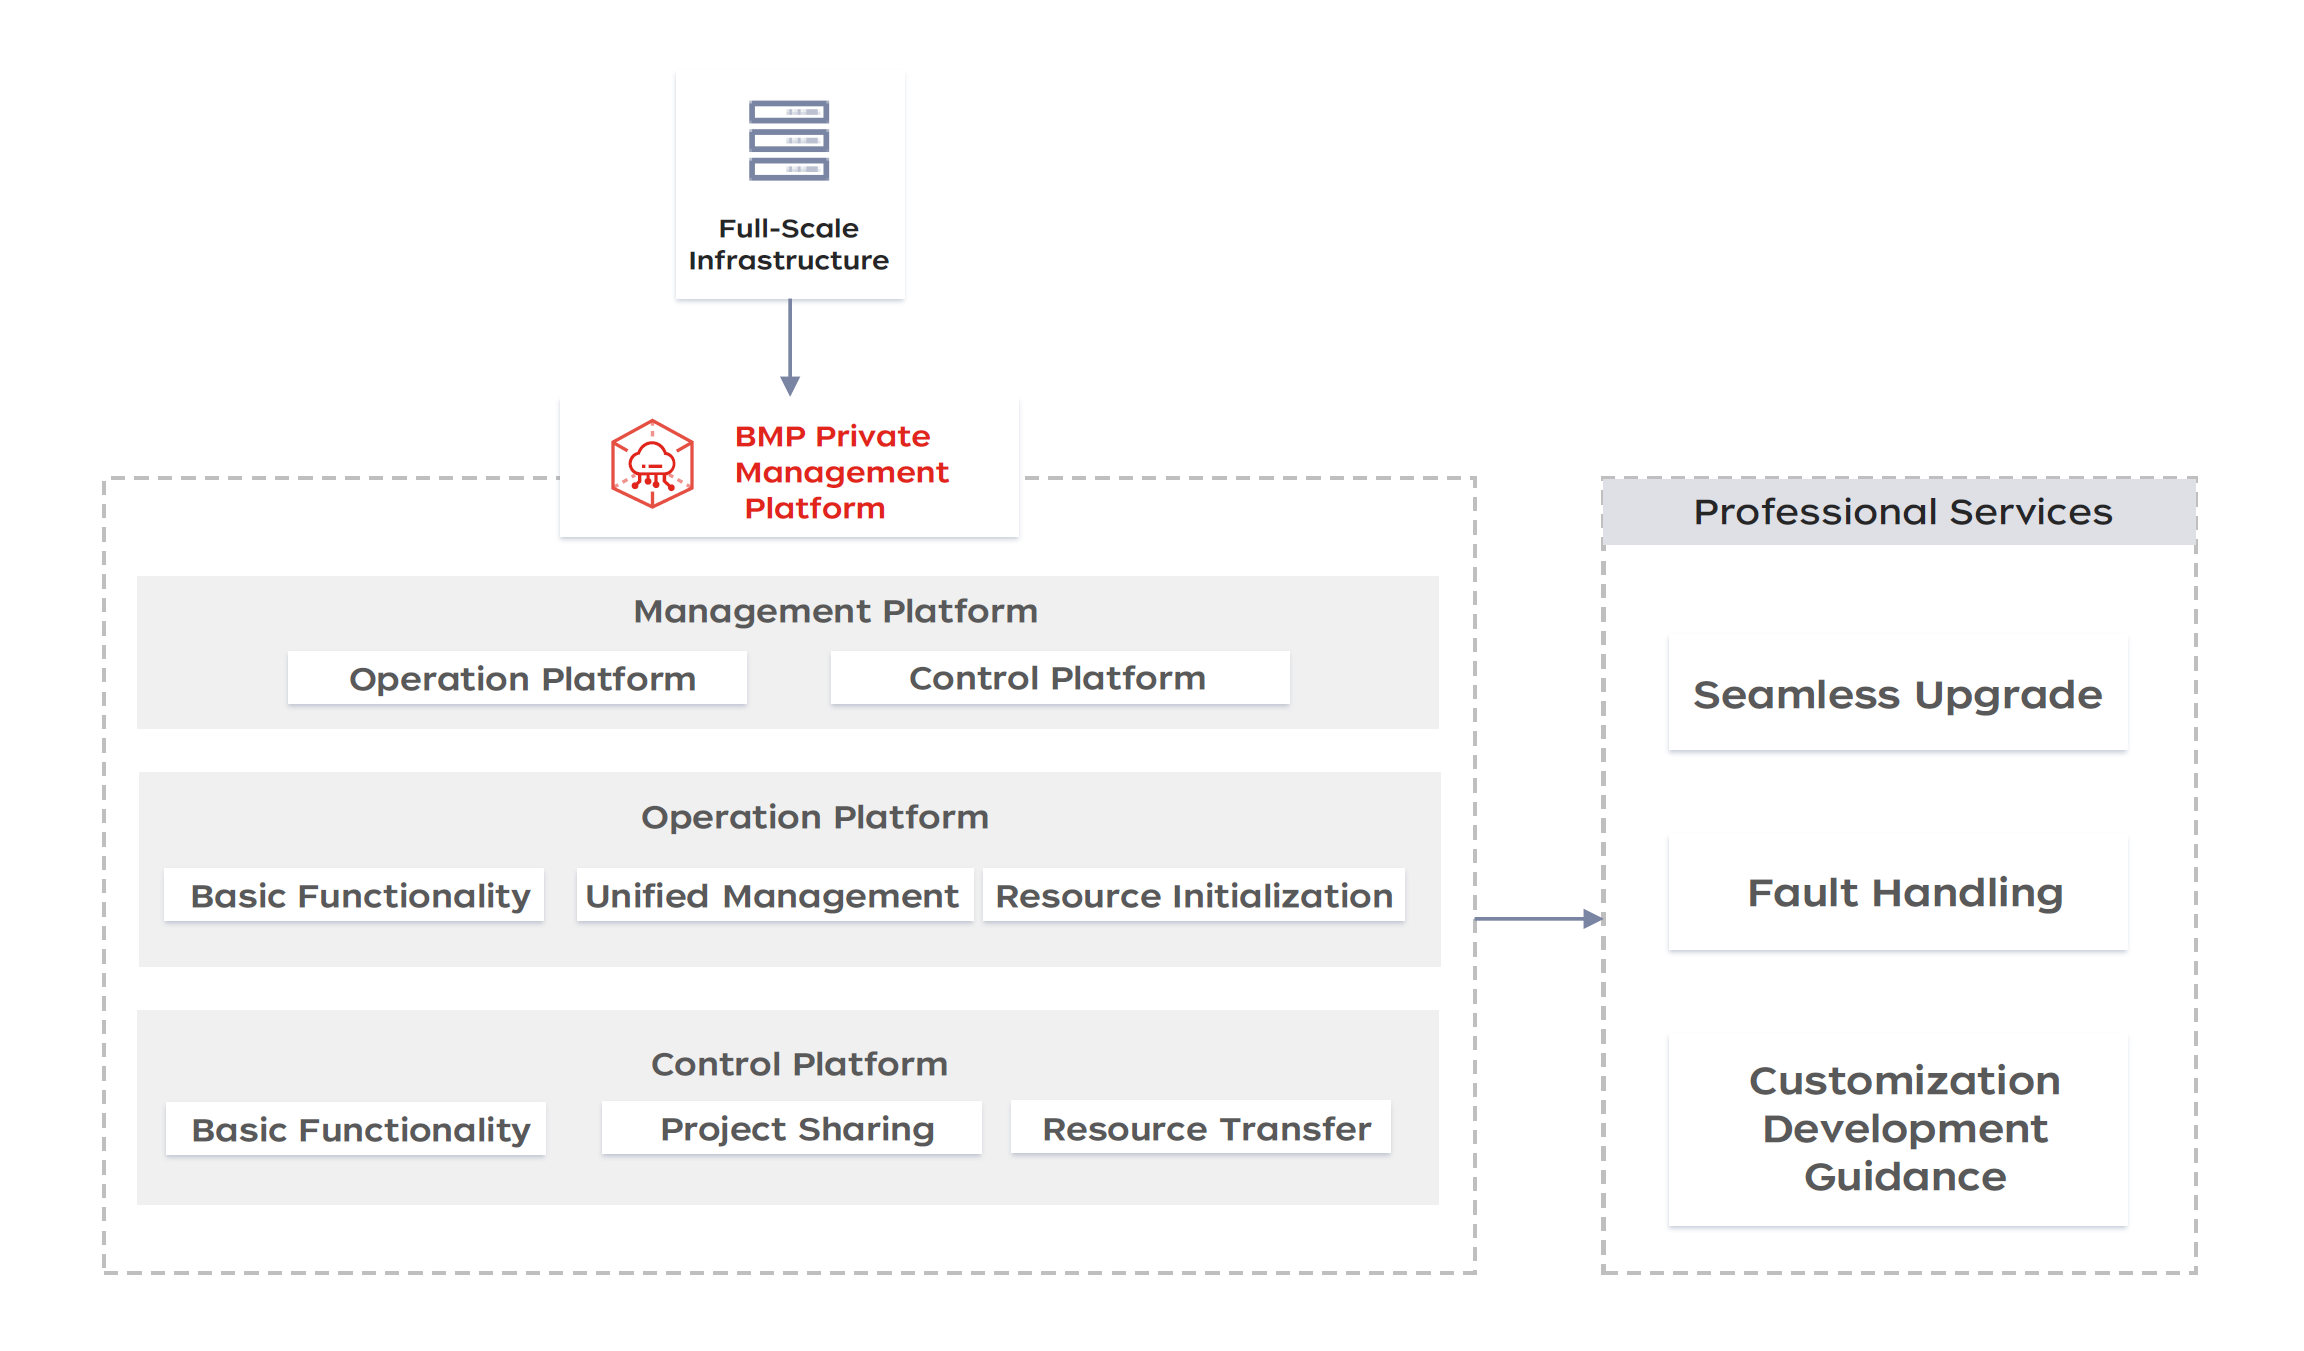 Full-Scale
Infrastructure
BMP Private
Management
Platform
Management Platform
Operation Platform
Control Platform
Operation Platform
Basic Functionality
Unified Management
Resource Initialization
Control Platform
Basic Functionality
Project Sharing
Resource Transfer
Professional Services
Seamless Upgrade
Fault Handling
Customization
Development
Guidance